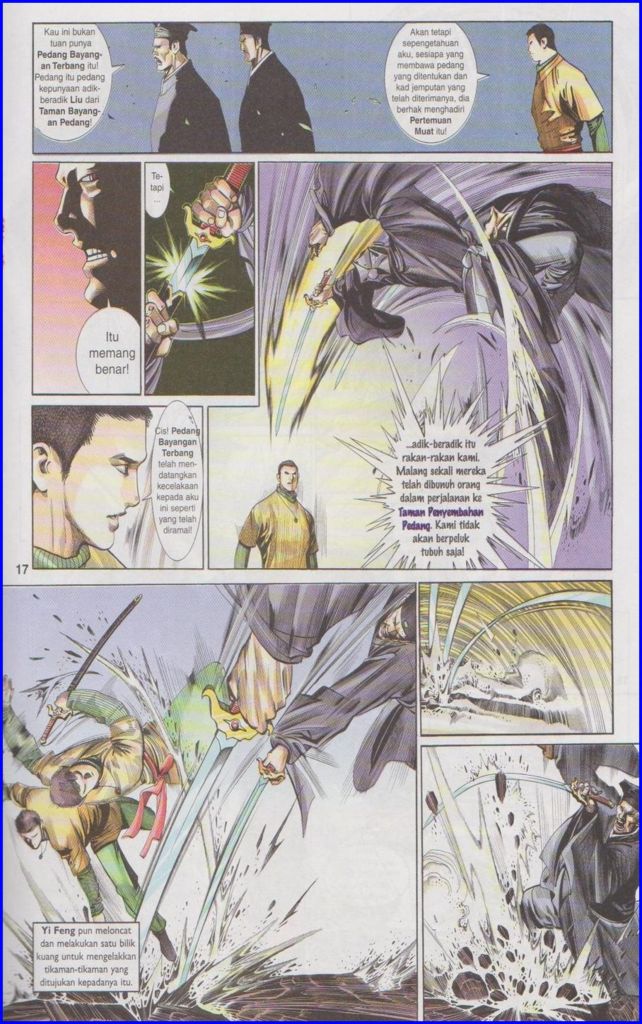 Kau ini bukan
tuan punya
Pedang Bayang-
an Terbang itu!
Pedang itu pedang
kepunyaan adik-
beradik Liu dari
Taman Bayang-
an Pedang!
Akan tetapi
sepengetahuan
aku, sesiapa yang
membawa pedang
yang ditentukan dan
kad jemputan yang
telah diterimanya, dia
berhak menghadiri
Pertemuan
Muat itu!
Itu
memang
benar!
Te-
tapi
...
...adik-beradik itu
rakan-rakan kami.
Malang sekali mereka
telah dibunuh orang
dalam perjalanan ke
Taman Penyembahan
Pedang. Kami tidak
akan berpeluk
tubuh saja!
Cis! Pedang
Bayangan
Terbang
telah men-
datangkan
kecelakaan
kepada aku
ini seperti
yang telah
diramal!
17
Yi Feng pun meloncat
dan melakukan satu bilik
kuang untuk mengelakkan
tikaman-tikaman yang
ditujukan kepadanya itu.